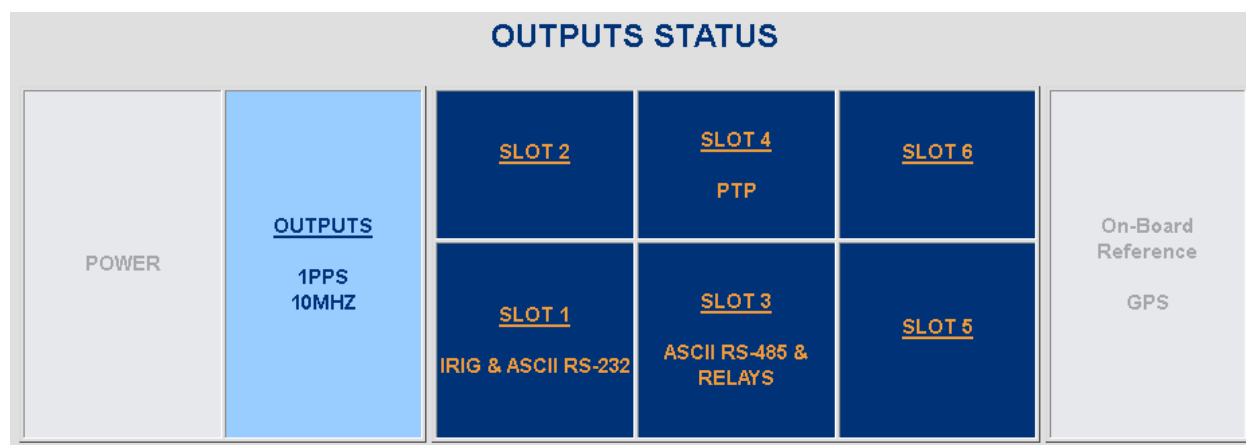 OUTPUTS STATUS
POWER
OUTPUTS
1PPS
10MHZ
SLOT 2
SLOT 4
PTP
SLOT 6
SLOT 1
IRIG & ASCII RS-232
SLOT 3
ASCII RS-485 &
RELAYS
SLOT 5
On-Board
Reference
GPS